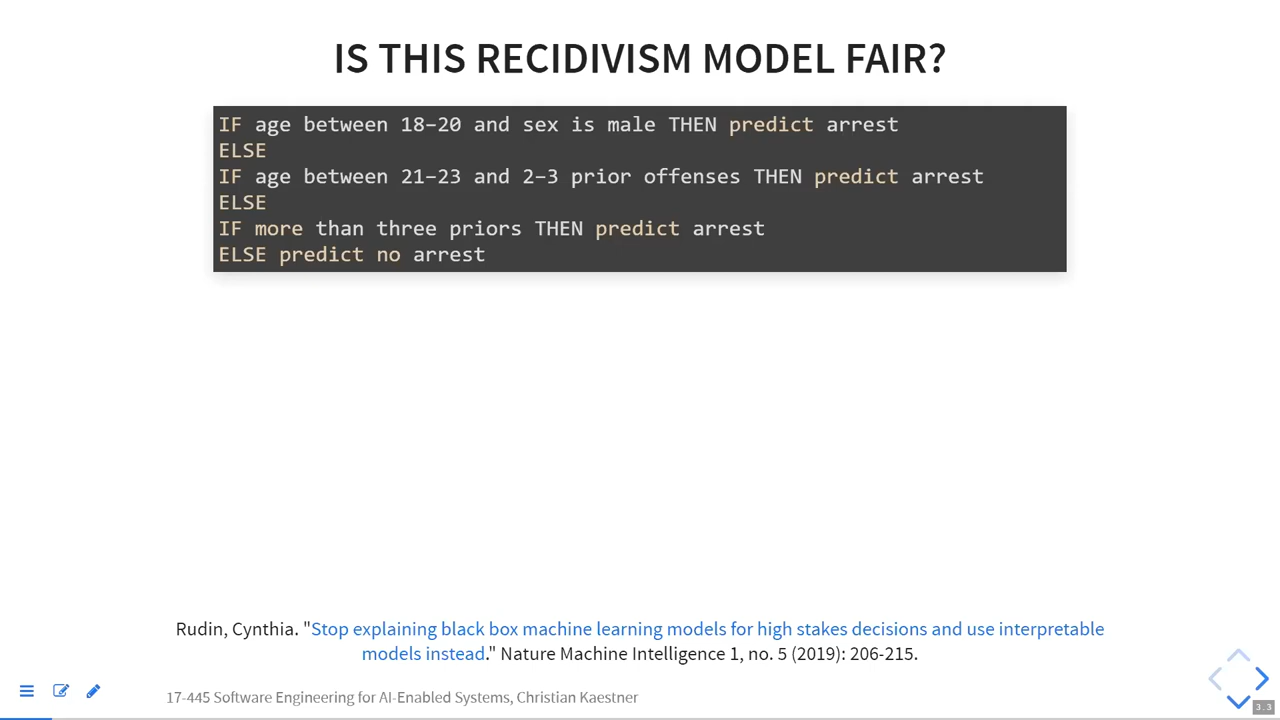 IS THIS RECIDIVISM MODEL FAIR?
IF age between 18–20 and sex is male THEN predict arrest
ELSE
IF age between 21–23 and 2–3 prior offenses THEN predict arrest
ELSE
IF more than three priors THEN predict arrest
ELSE predict no arrest
Rudin, Cynthia. "Stop explaining black box machine learning models for high stakes decisions and use interpretable
models instead." Nature Machine Intelligence 1, no. 5 (2019): 206-215.
17-445 Software Engineering for AI-Enabled Systems, Christian Kaestner
3.3